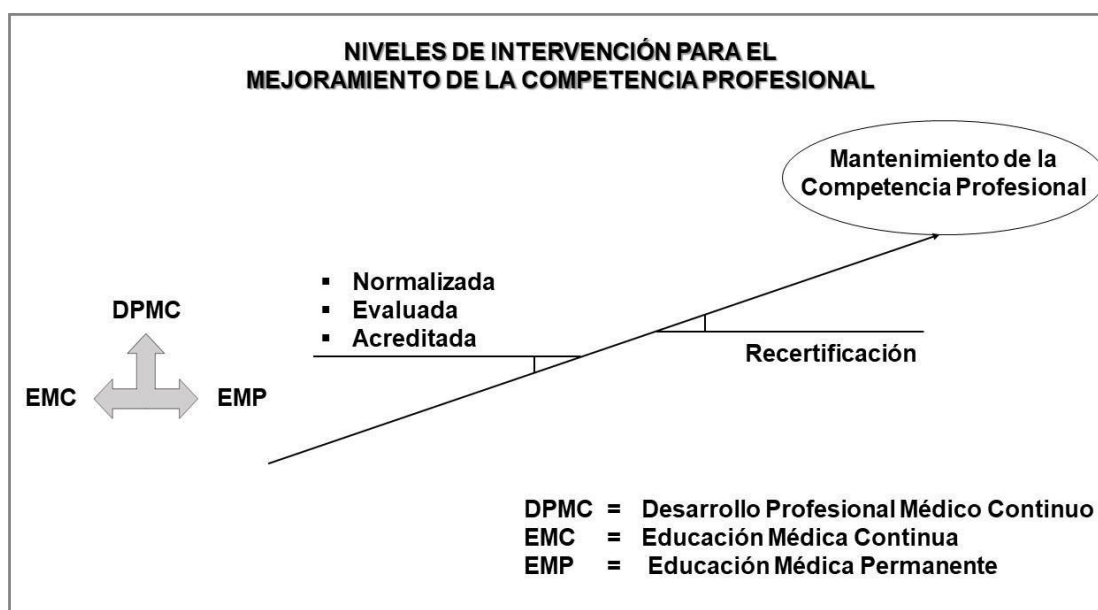 NIVELES DE INTERVENCIÓN PARA EL
MEJORAMIENTO DE LA COMPETENCIA PROFESIONAL
Mantenimiento de la
Competencia Profesional
▪ Normalizada
▪ Evaluada
▪ Acreditada
DPMC
Recertificación
EMC
EMP
DPMC = Desarrollo Profesional Médico Continuo
EMC = Educación Médica Continua
EMP = Educación Médica Permanente